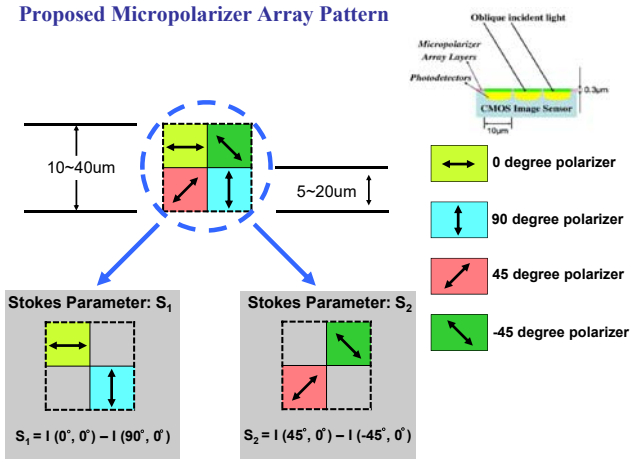 Proposed Micropolarizer Array Pattern
Oblique incident light
Micropolarizer
Array Layers
Photodetectors
0.3µm
CMOS Image Sensor
10µm
10~40um
5~20um
0 degree polarizer
90 degree polarizer
45 degree polarizer
-45 degree polarizer
Stokes Parameter: S₁
S₁ = I (0°, 0°) – I (90°, 0°)
Stokes Parameter: S₂
S₂ = I (45°, 0°) – I (-45°, 0°)